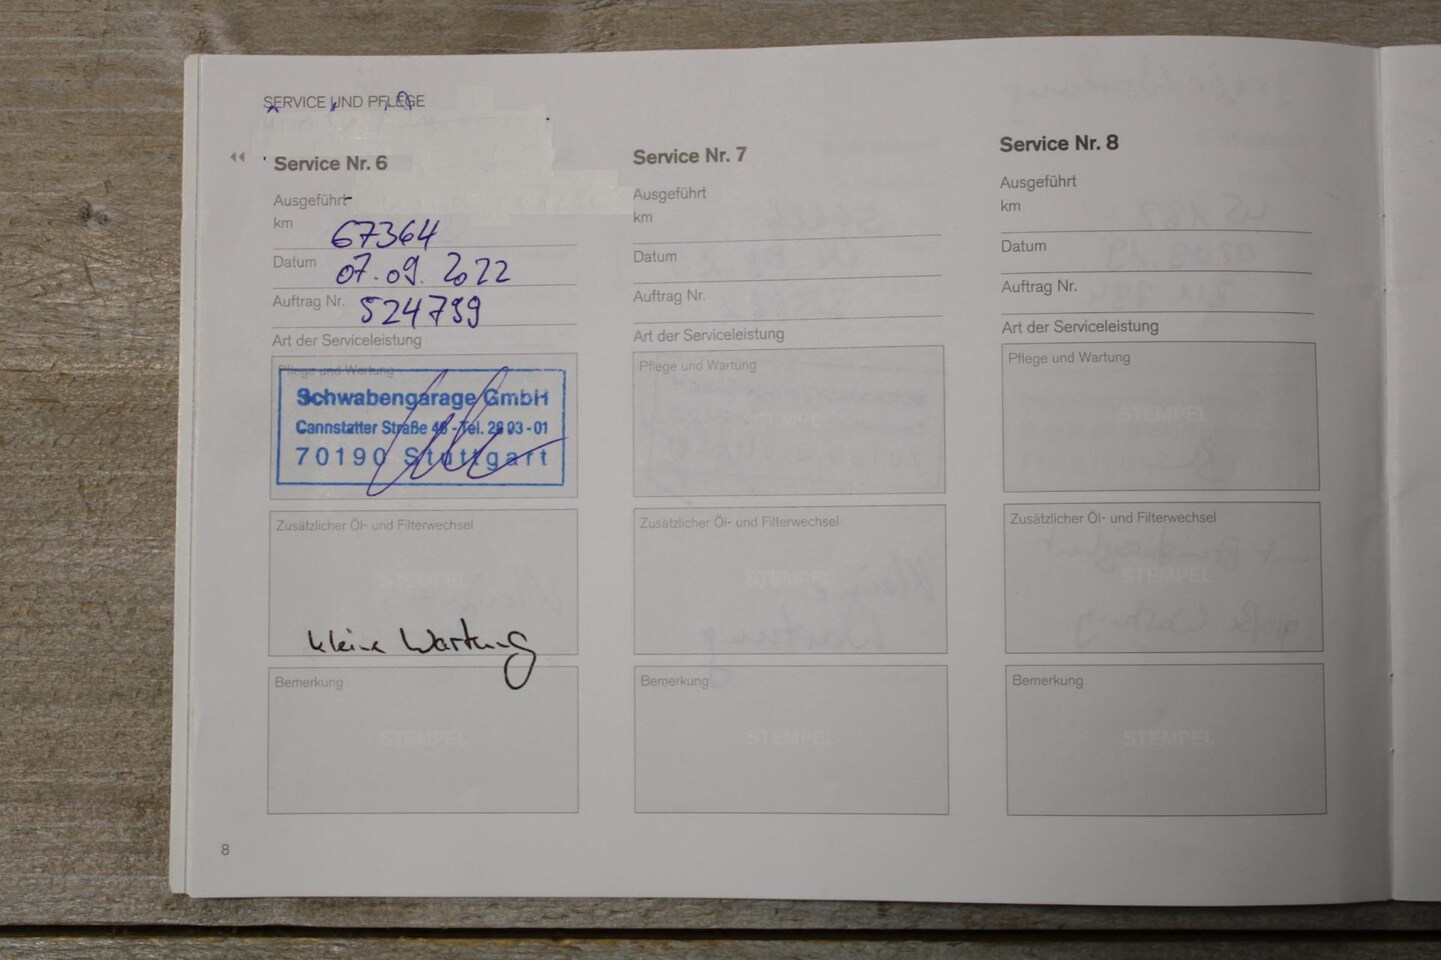 SERVICE UND PFLEGE
Service Nr. 6
Ausgeführt
km 67364
Datum 07.09.2022
Auftrag Nr. 524799
Art der Serviceleistung
Pflege und Wartung
Schwabengarage GmbH
Cannstatter Straße 46 - Tel. 28 03 - 01
70190 Stuttgart
Zusätzlicher Öl- und Filterwechsel
STEMPEL
kleine Wartung
Bemerkung
STEMPEL
Service Nr. 7
Ausgeführt
km
Datum
Auftrag Nr.
Art der Serviceleistung
Pflege und Wartung
STEMPEL
Zusätzlicher Öl- und Filterwechsel
STEMPEL
Bemerkung
STEMPEL
Service Nr. 8
Ausgeführt
km
Datum
Auftrag Nr.
Art der Serviceleistung
Pflege und Wartung
STEMPEL
Zusätzlicher Öl- und Filterwechsel
STEMPEL
Bemerkung
STEMPEL
8